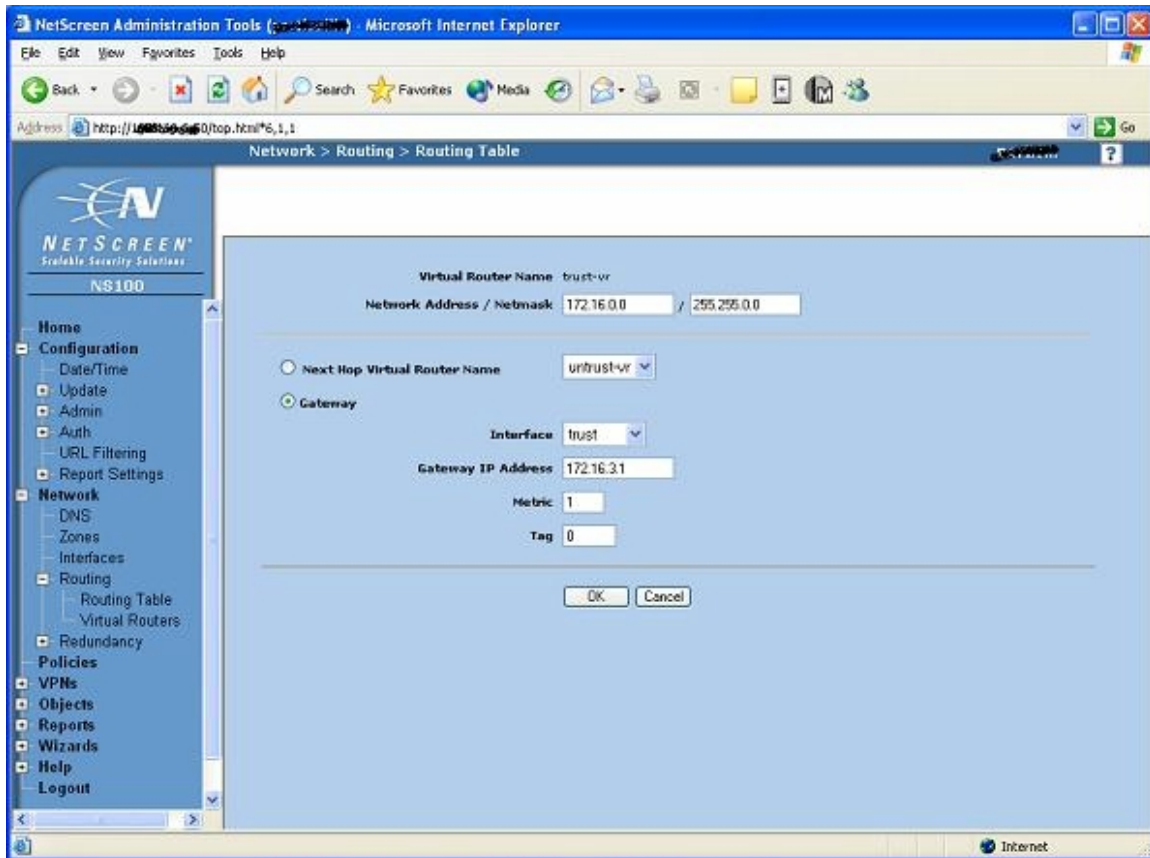 NetScreen Administration Tools ( ) - Microsoft Internet Explorer
File Edit View Favorites Tools Help
Back Search Favorites Media
Address http:// 0/top.html*6,1,1 Go
Network > Routing > Routing Table ?
N
NETSCREEN
Scalable Security Solutions
NS100
Home
Configuration
Date/Time
Update
Admin
Auth
URL Filtering
Report Settings
Network
DNS
Zones
Interfaces
Routing
Routing Table
Virtual Routers
Redundancy
Policies
VPNs
Objects
Reports
Wizards
Help
Logout
Virtual Router Name trust-vr
Network Address / Netmask 172.16.0.0 / 255.255.0.0
Next Hop Virtual Router Name untrust-vr
Gateway
Interface trust
Gateway IP Address 172.16.3.1
Metric 1
Tag 0
OK Cancel
Internet